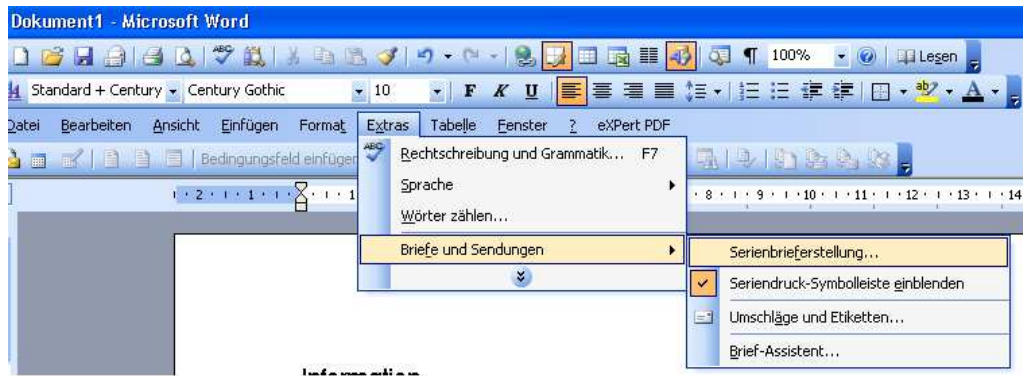 Dokument1 - Microsoft Word
100% Lesen
Standard + Century Century Gothic 10 F K U
Datei Bearbeiten Ansicht Einfügen Format Extras Tabelle Fenster ? eXPert PDF
Bedingungsfeld einfügen
Rechtschreibung und Grammatik... F7
2 1 1 8 9 10 11 12 13 14
Sprache
Wörter zählen...
Briefe und Sendungen
Serienbrieferstellung...
Seriendruck-Symbolleiste einblenden
Umschläge und Etiketten...
Brief-Assistent...
Information